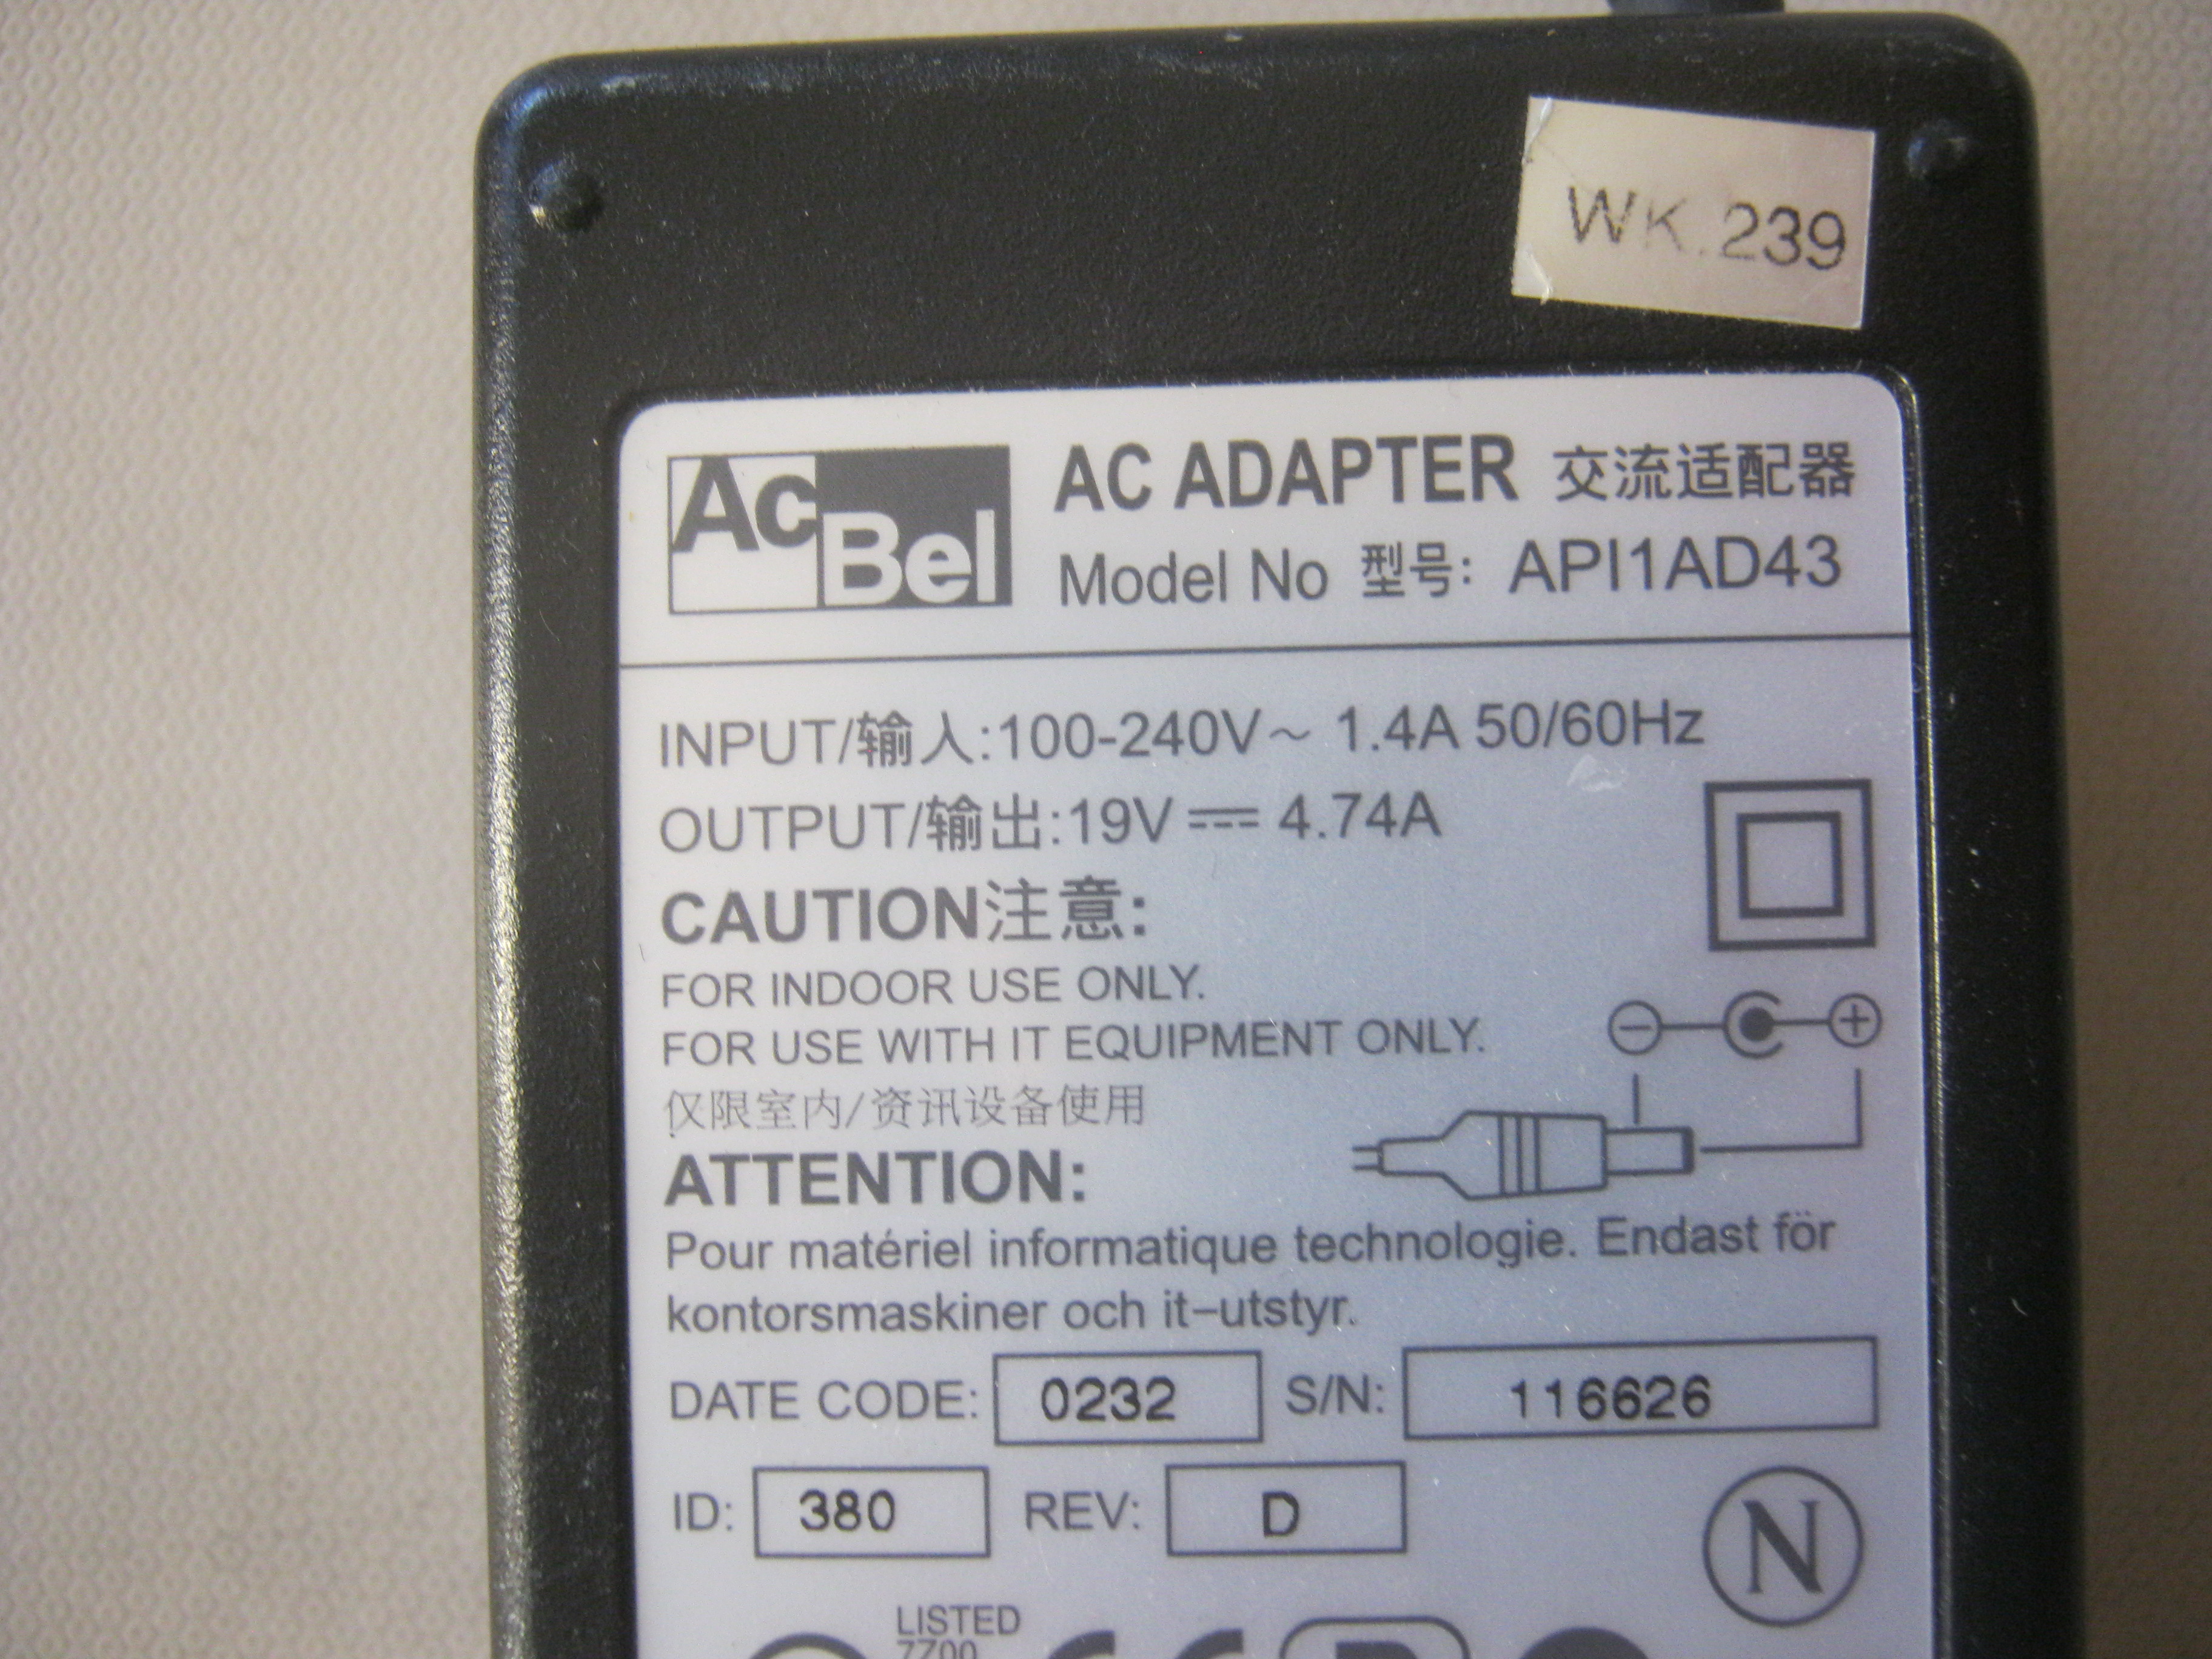 WK.239
AcBel
AC ADAPTER 交流适配器
Model No 型号: API1AD43
INPUT/输入:100-240V~ 1.4A 50/60Hz
OUTPUT/输出:19V⎓4.74A
CAUTION注意:
FOR INDOOR USE ONLY.
FOR USE WITH IT EQUIPMENT ONLY.
仅限室内/资讯设备使用
ATTENTION:
Pour matériel informatique technologie. Endast för
kontorsmaskiner och it-utstyr.
DATE CODE: 0232 S/N: 116626
ID: 380 REV: D
N
LISTED